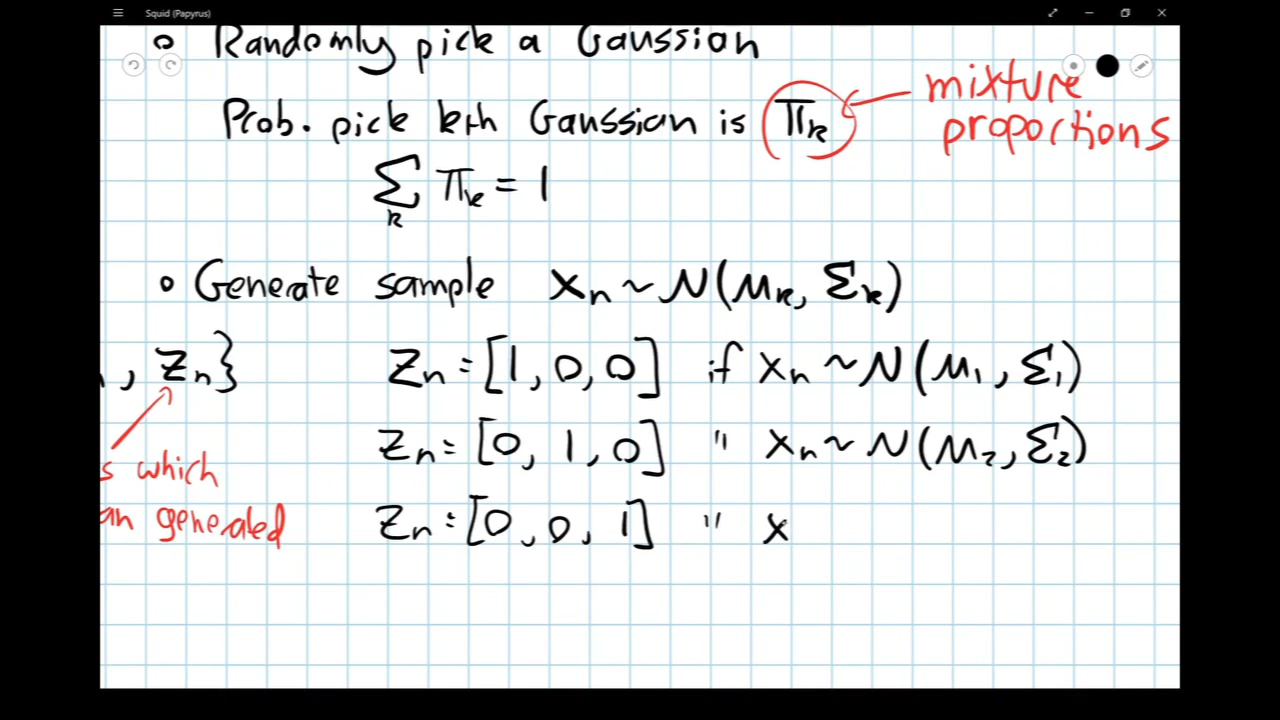 Squid (Papyrus)
o Randomly pick a Gaussian
Prob. pick kth Gaussian is πk
mixture
proportions
∑k πk = 1
o Generate sample xn ~ N(μk, Σk)
, zn}
zn = [1, 0, 0] if xn ~ N(μ1, Σ1)
zn = [0, 1, 0] " xn ~ N(μ2, Σ2)
s which
an generated
zn = [0, 0, 1] " x